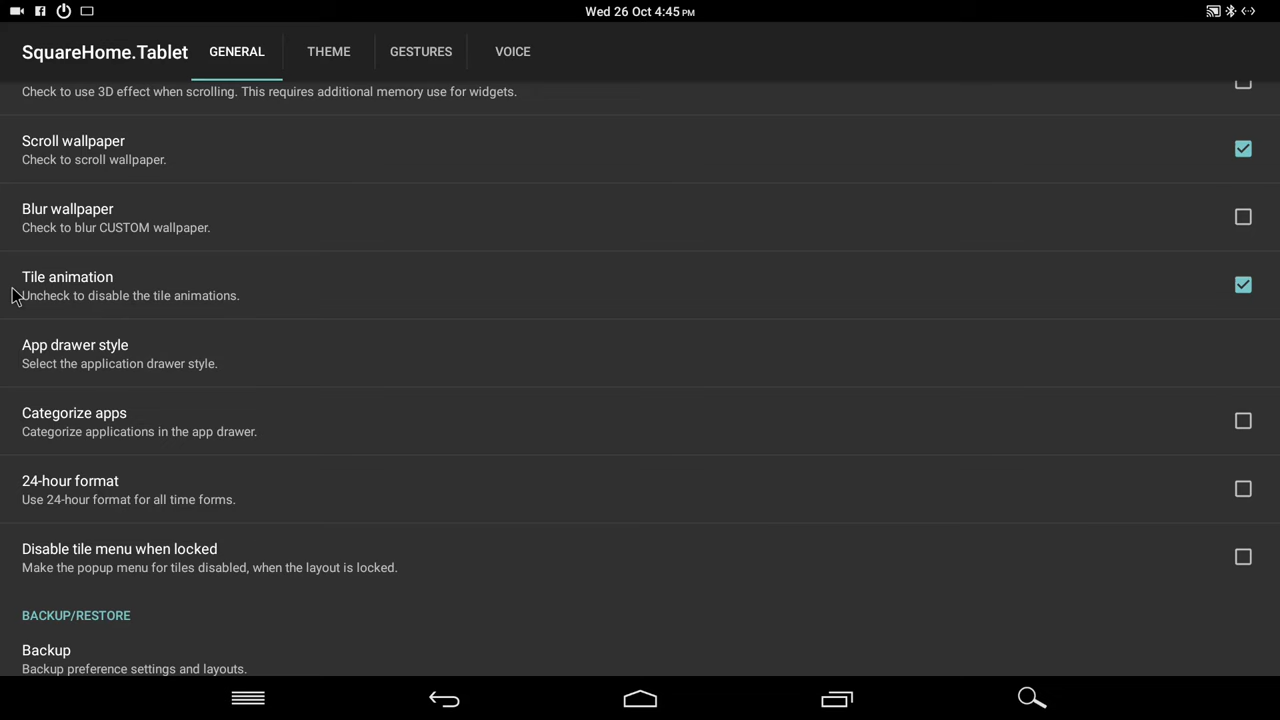 Wed 26 Oct 4:45 PM
SquareHome.Tablet GENERAL THEME GESTURES VOICE
Check to use 3D effect when scrolling. This requires additional memory use for widgets.
Scroll wallpaper
Check to scroll wallpaper.
Blur wallpaper
Check to blur CUSTOM wallpaper.
Tile animation
Uncheck to disable the tile animations.
App drawer style
Select the application drawer style.
Categorize apps
Categorize applications in the app drawer.
24-hour format
Use 24-hour format for all time forms.
Disable tile menu when locked
Make the popup menu for tiles disabled, when the layout is locked.
BACKUP/RESTORE
Backup
Backup preference settings and layouts.